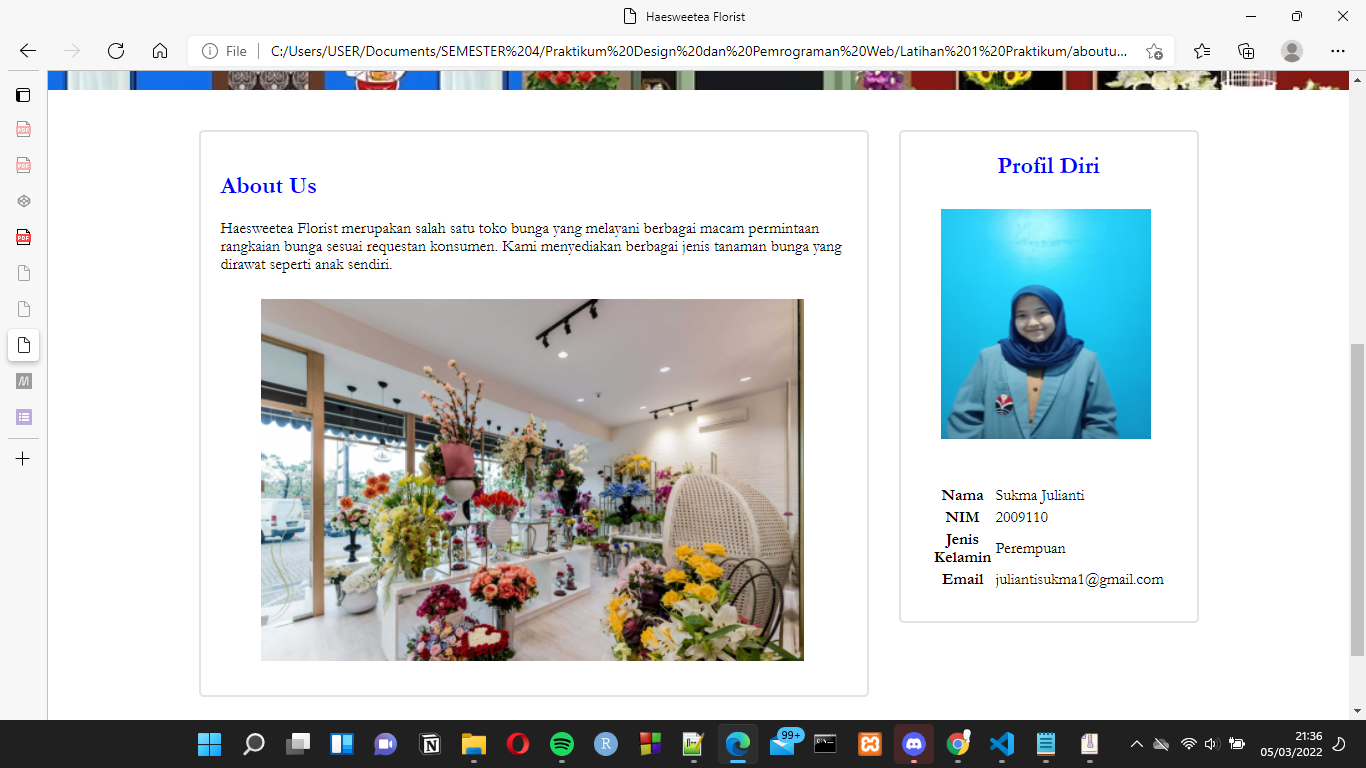 Haesweetea Florist
File
C:/Users/USER/Documents/SEMESTER%204/Praktikum%20Design%20dan%20Pemrograman%20Web/Latihan%201%20Praktikum/aboutu...
About Us
Haesweetea Florist merupakan salah satu toko bunga yang melayani berbagai macam permintaan
rangkaian bunga sesuai requestan konsumen. Kami menyediakan berbagai jenis tanaman bunga yang
dirawat seperti anak sendiri.
Profil Diri
Nama Sukma Julianti
NIM 2009110
Jenis
Kelamin Perempuan
Email juliantisukma1@gmail.com
99+
21:36
05/03/2022